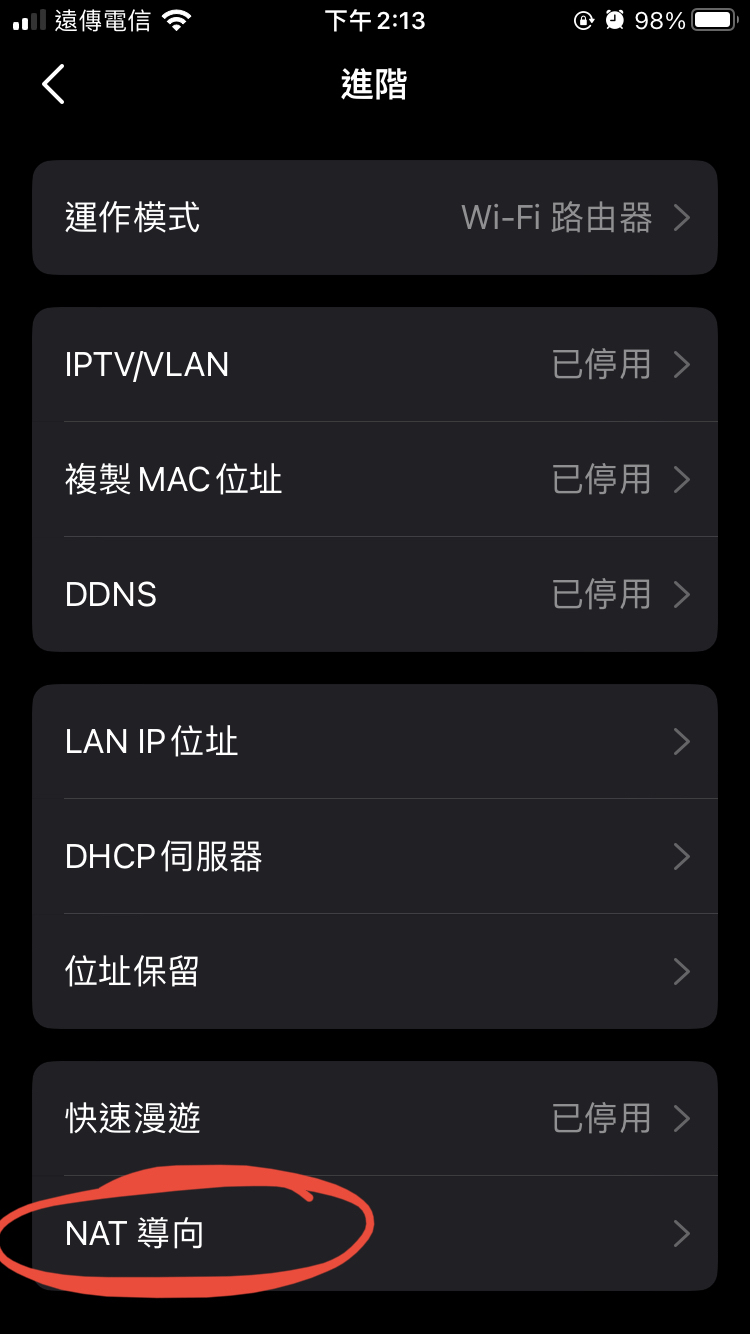 遠傳電信 下午2:13 98%
進階
運作模式 Wi-Fi 路由器
IPTV/VLAN 已停用
複製 MAC 位址 已停用
DDNS 已停用
LAN IP 位址
DHCP 伺服器
位址保留
快速漫遊 已停用
NAT 導向